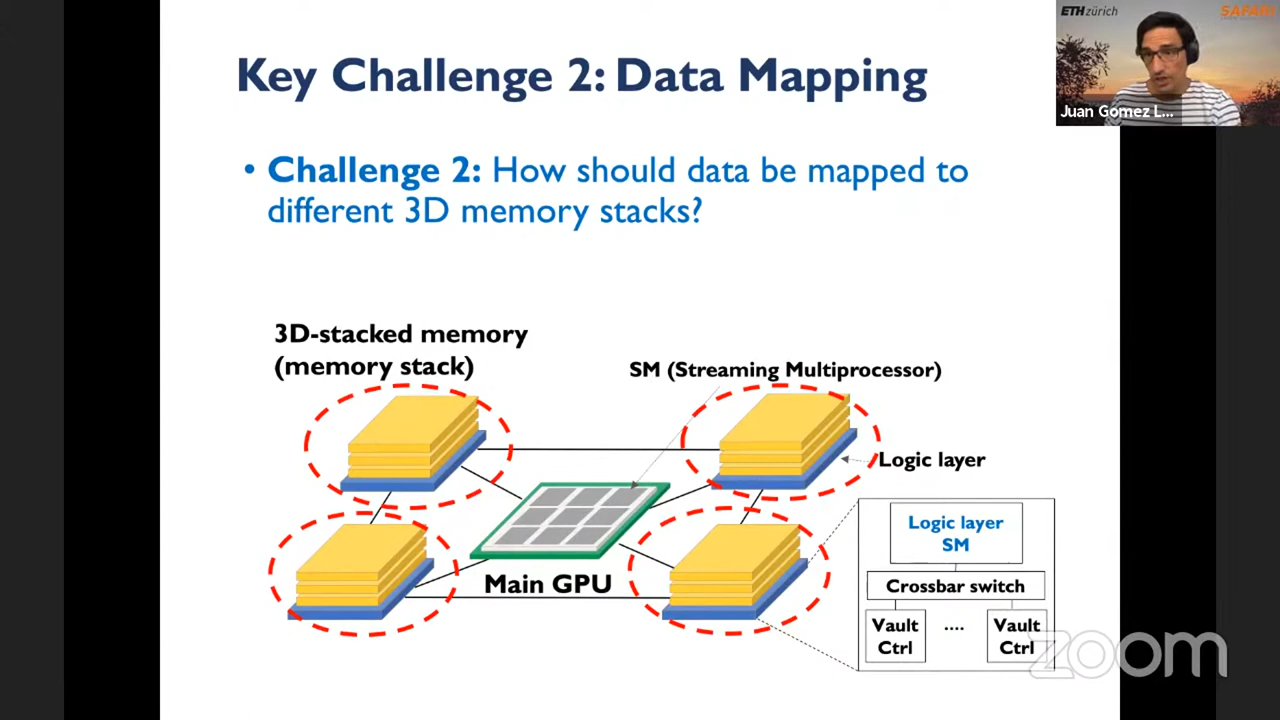 Key Challenge 2: Data Mapping
ETH zürich
SAFARI
Juan Gomez L...
• Challenge 2: How should data be mapped to
different 3D memory stacks?
3D-stacked memory
(memory stack)
SM (Streaming Multiprocessor)
Logic layer
Main GPU
Logic layer
SM
Crossbar switch
Vault
Ctrl
....
Vault
Ctrl
zoom